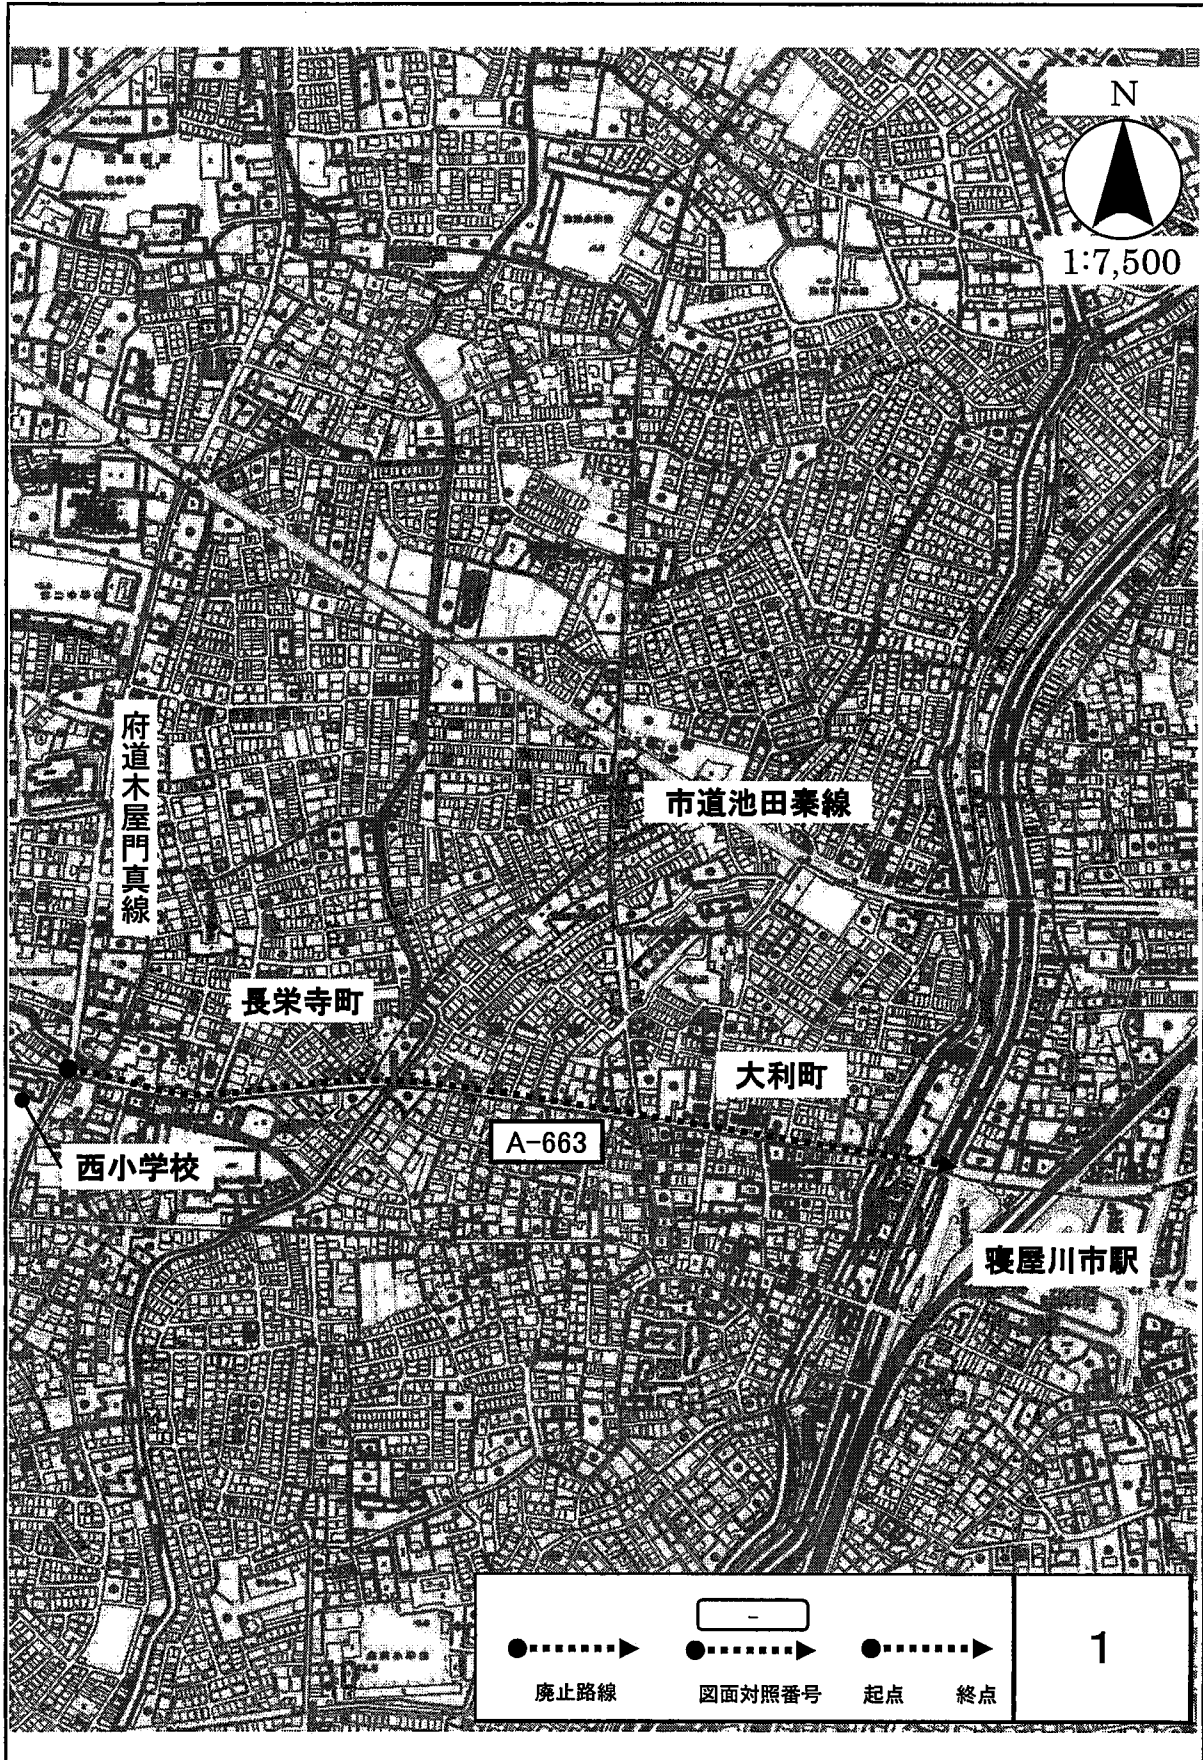 N
1:7,500
府道木屋門真線
市道池田秦線
長栄寺町
大利町
A-663
西小学校
寝屋川市駅
-
廃止路線
図面対照番号
起点
終点
1